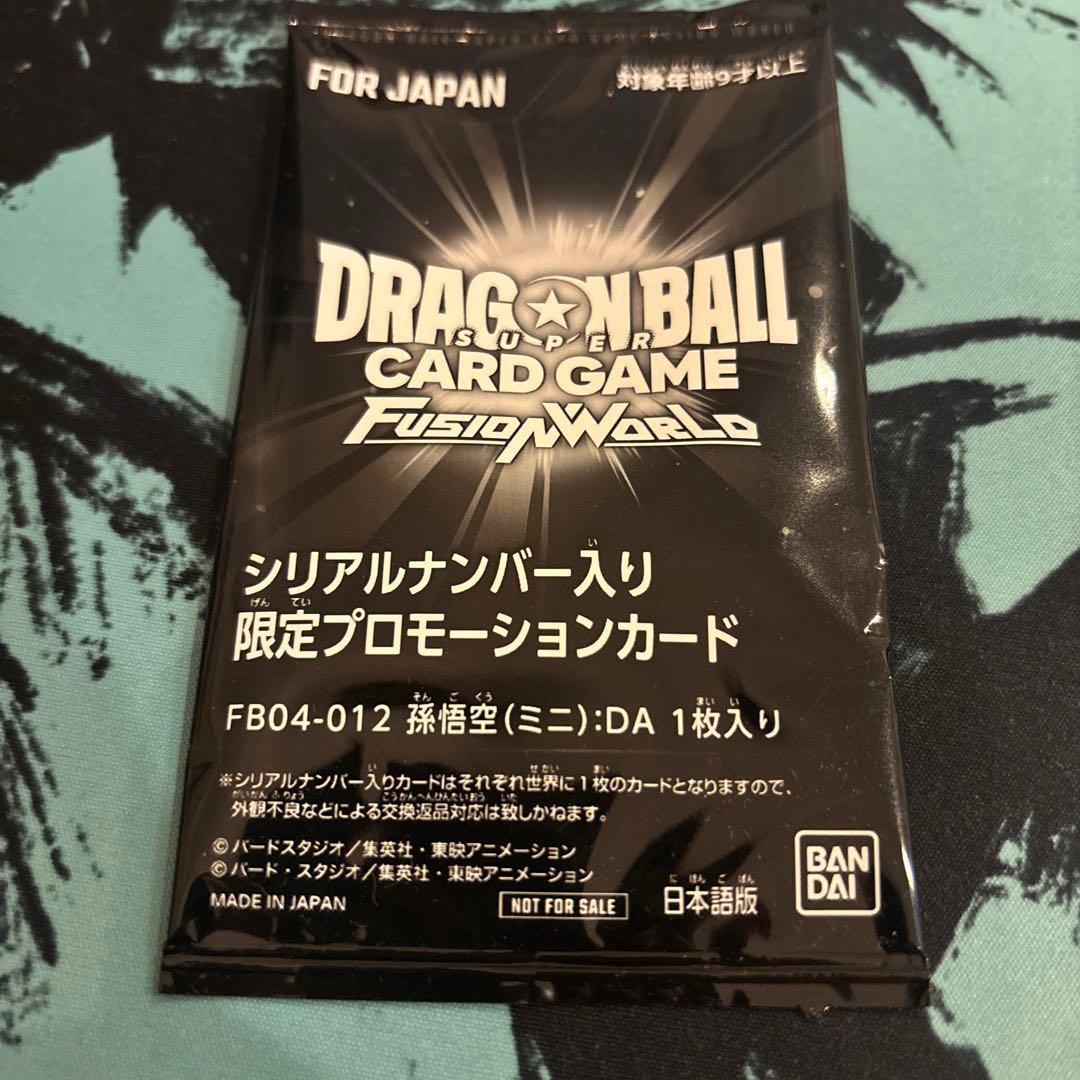 FOR JAPAN
対象年齢9才以上
DRAGON BALL
SUPER
CARD GAME
FUSION WORLD
シリアルナンバー入り
限定プロモーションカード
FB04-012 孫悟空(ミニ):DA 1枚入り
※シリアルナンバー入りカードはそれぞれ世界に1枚のカードとなりますので、
外観不良などによる交換返品対応は致しかねます。
©バードスタジオ/集英社・東映アニメーション
©バード・スタジオ/集英社・東映アニメーション
MADE IN JAPAN
NOT FOR SALE
日本語版
BAN
DAI